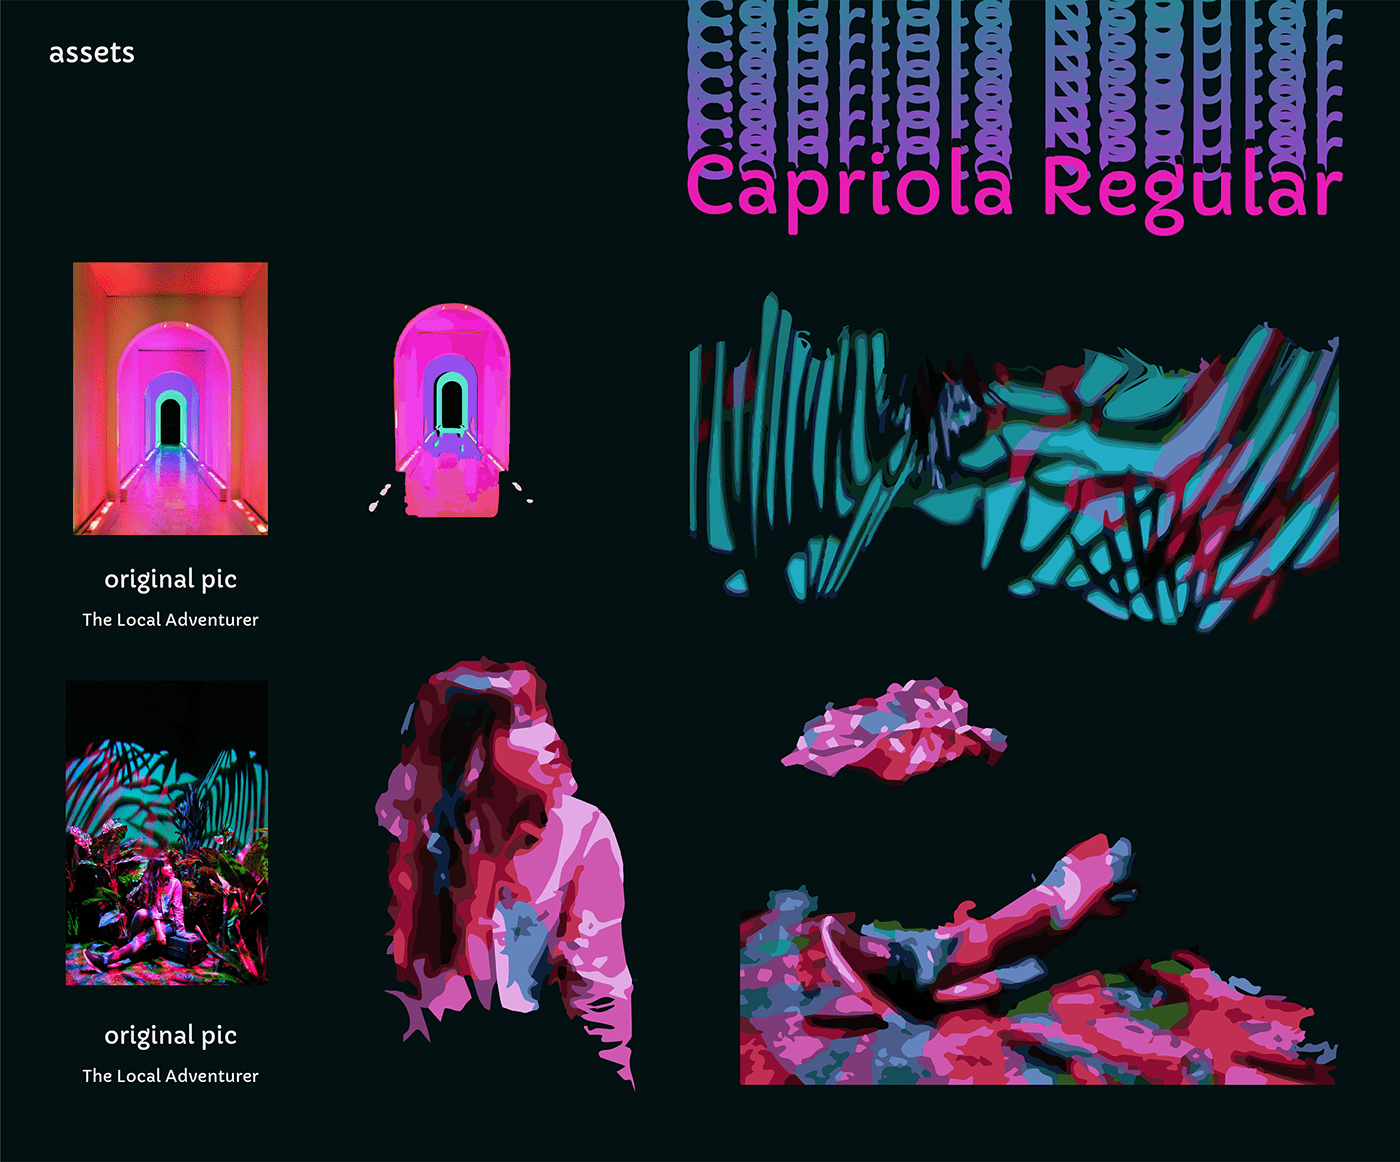 assets
Capriola Regular
original pic
The Local Adventurer
original pic
The Local Adventurer